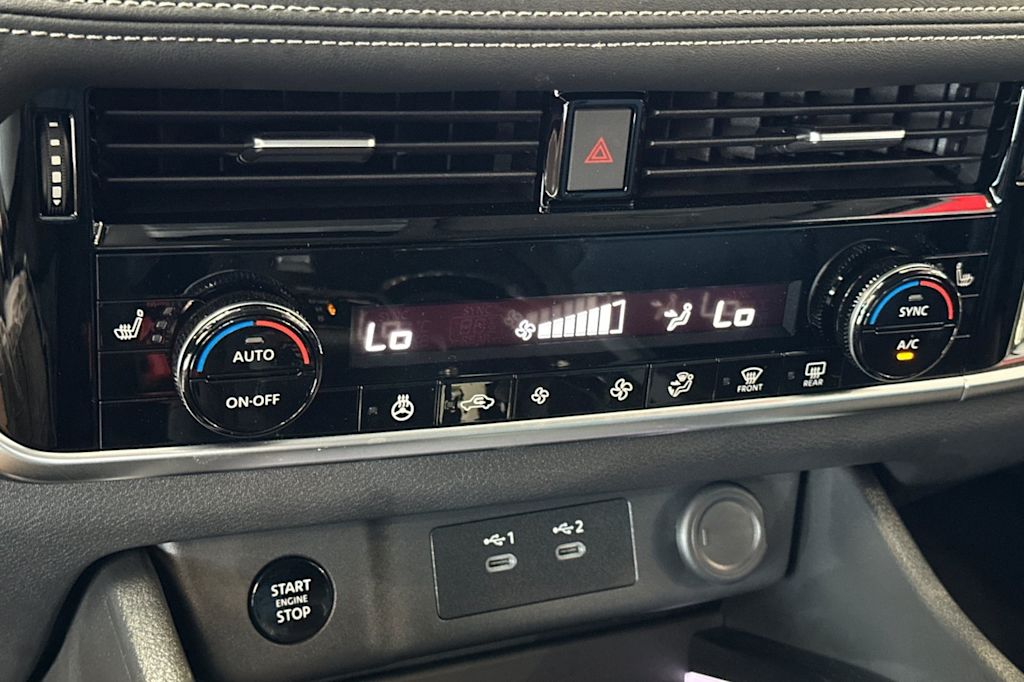 AUTO
ON·OFF
Lo
Lo
SYNC
A/C
FRONT
REAR
START
ENGINE
STOP
1
2